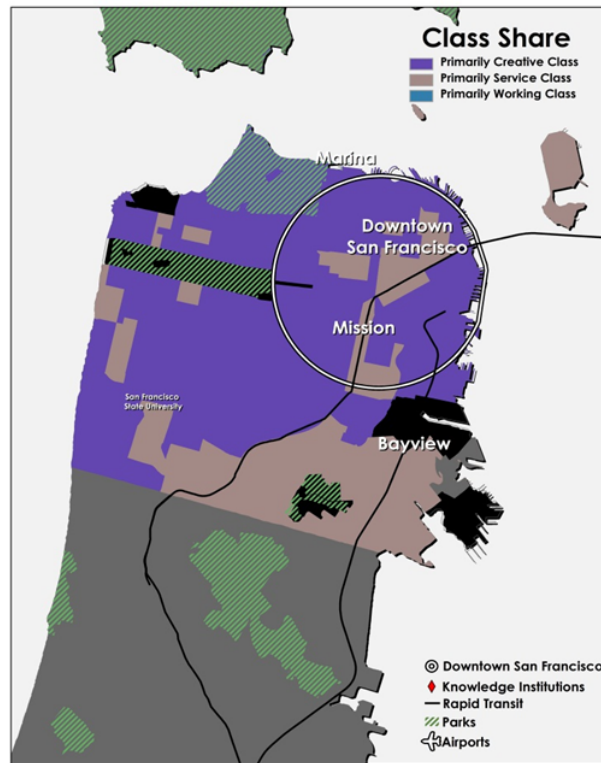 Class Share
Primarily Creative Class
Primarily Service Class
Primarily Working Class
Marina
Downtown
San Francisco
Mission
San Francisco
State University
Bayview
Downtown San Francisco
Knowledge Institutions
Rapid Transit
Parks
Airports